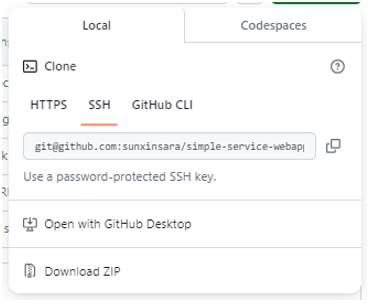 Local
Codespaces
Clone
HTTPS
SSH
GitHub CLI
git@github.com:sunxinsara/simple-service-webap
Use a password-protected SSH key.
Open with GitHub Desktop
Download ZIP